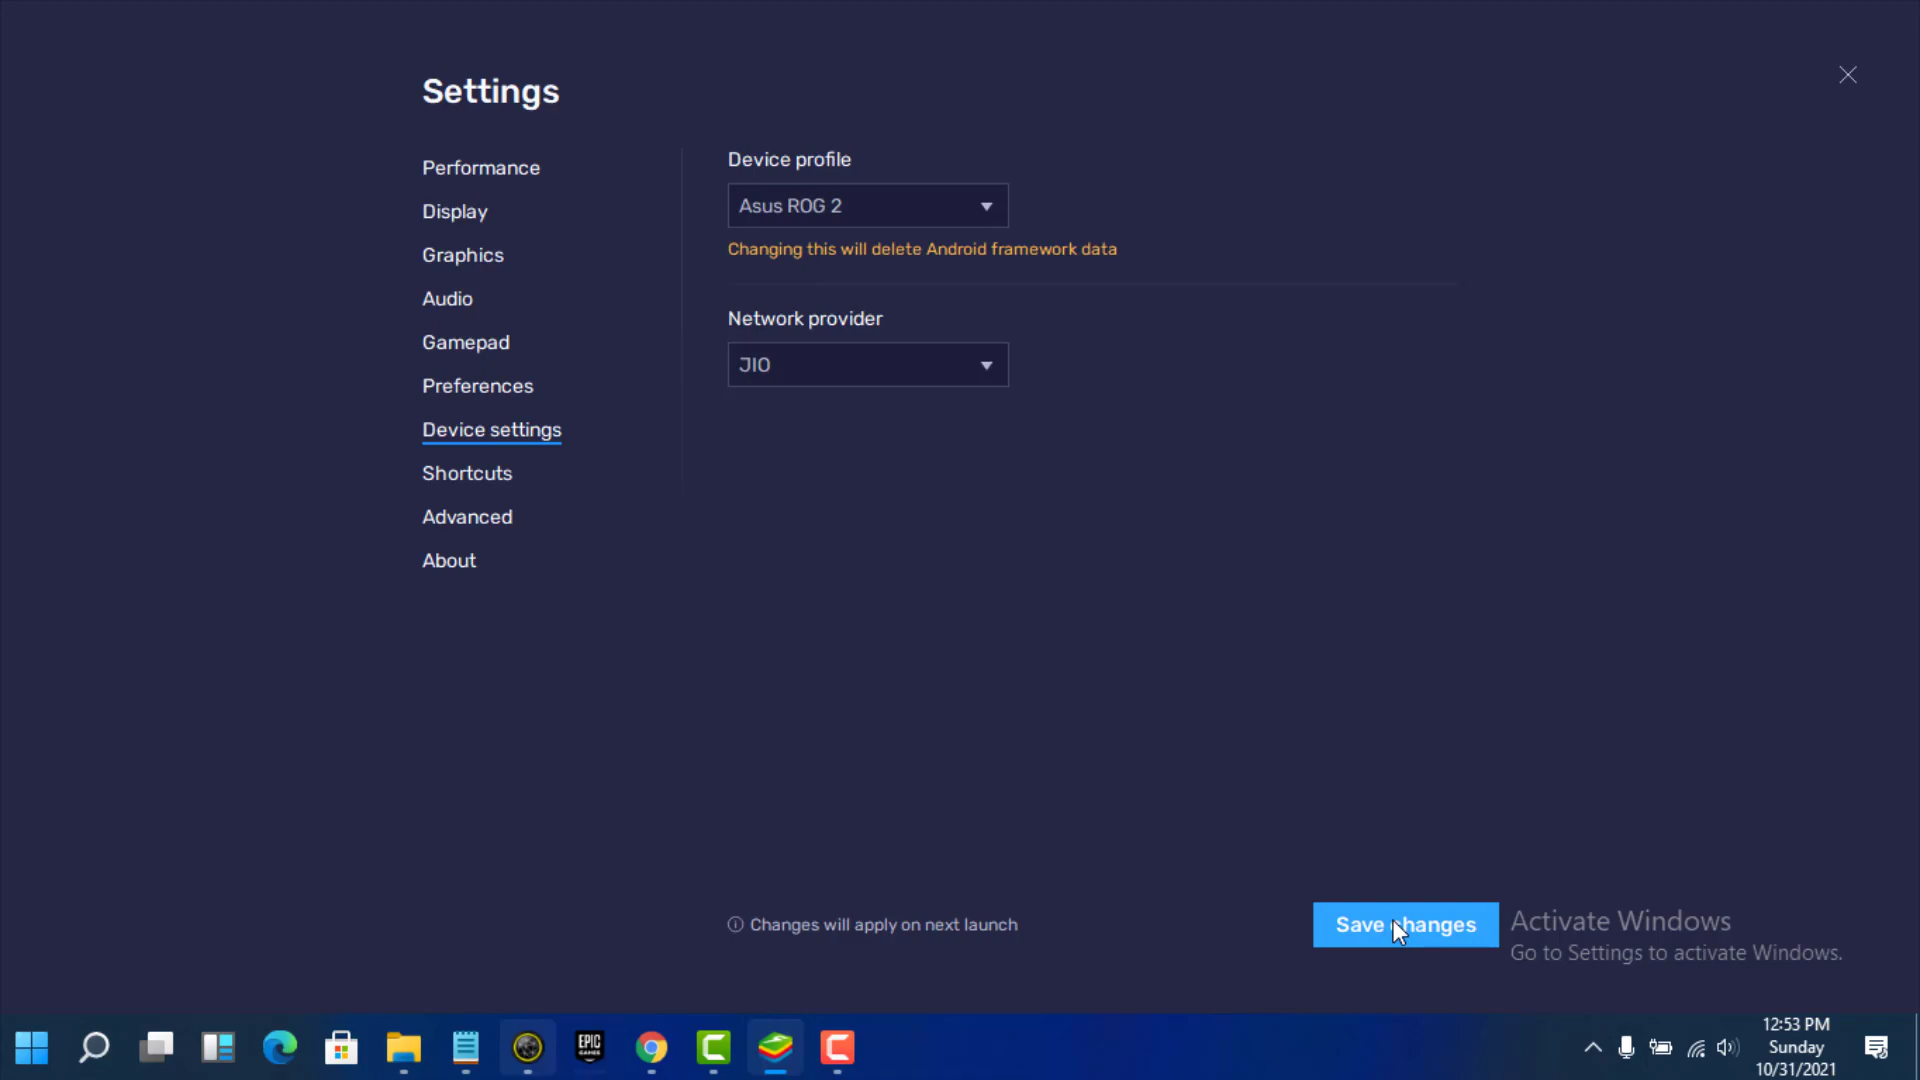 Settings
Performance
Display
Graphics
Audio
Gamepad
Preferences
Device settings
Shortcuts
Advanced
About
Device profile
Asus ROG 2
Changing this will delete Android framework data
Network provider
JIO
Changes will apply on next launch
Save changes
Activate Windows
Go to Settings to activate Windows.
EPIC
GAMES
12:53 PM
Sunday
10/31/2021